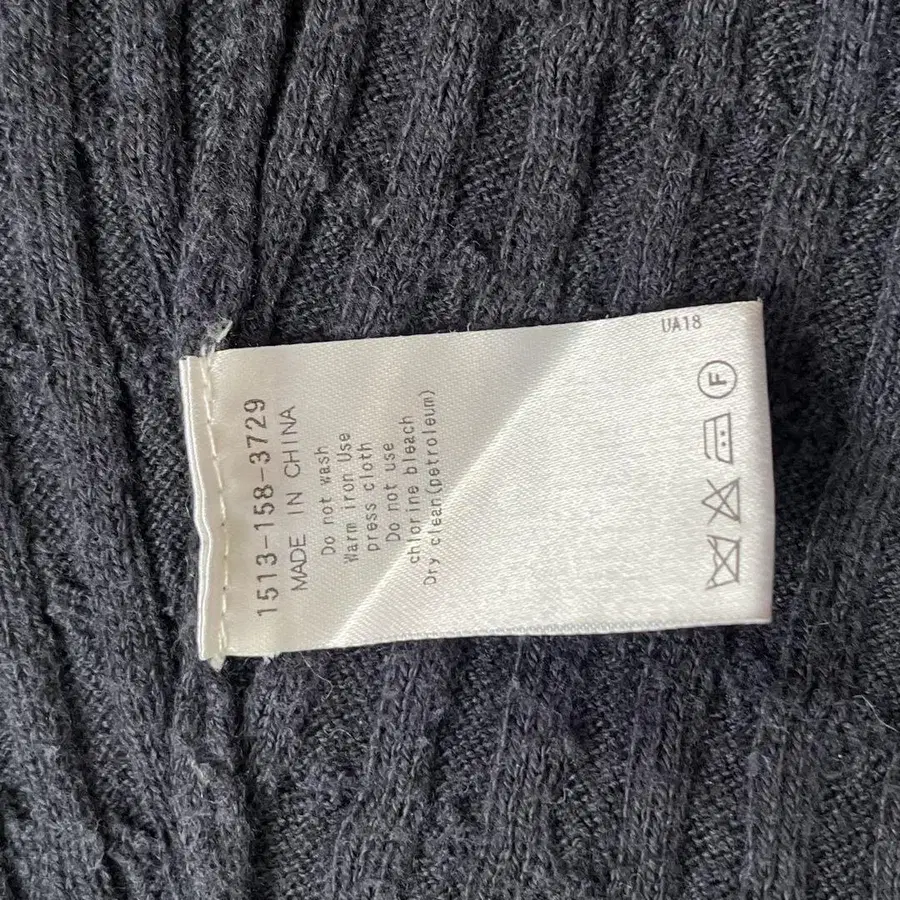 1513-158-3729
MADE IN CHINA
Do not wash
Warm iron Use
press cloth
Do not use
chlorine bleach
Dry clean(petroleum)
F
UA18